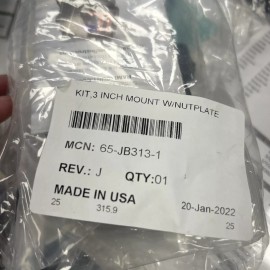 KIT,3 INCH MOUNT W/NUTPLATE
MCN: 65-JB313-1
REV.: J QTY:01
MADE IN USA
20-Jan-2022
25 315,9 25